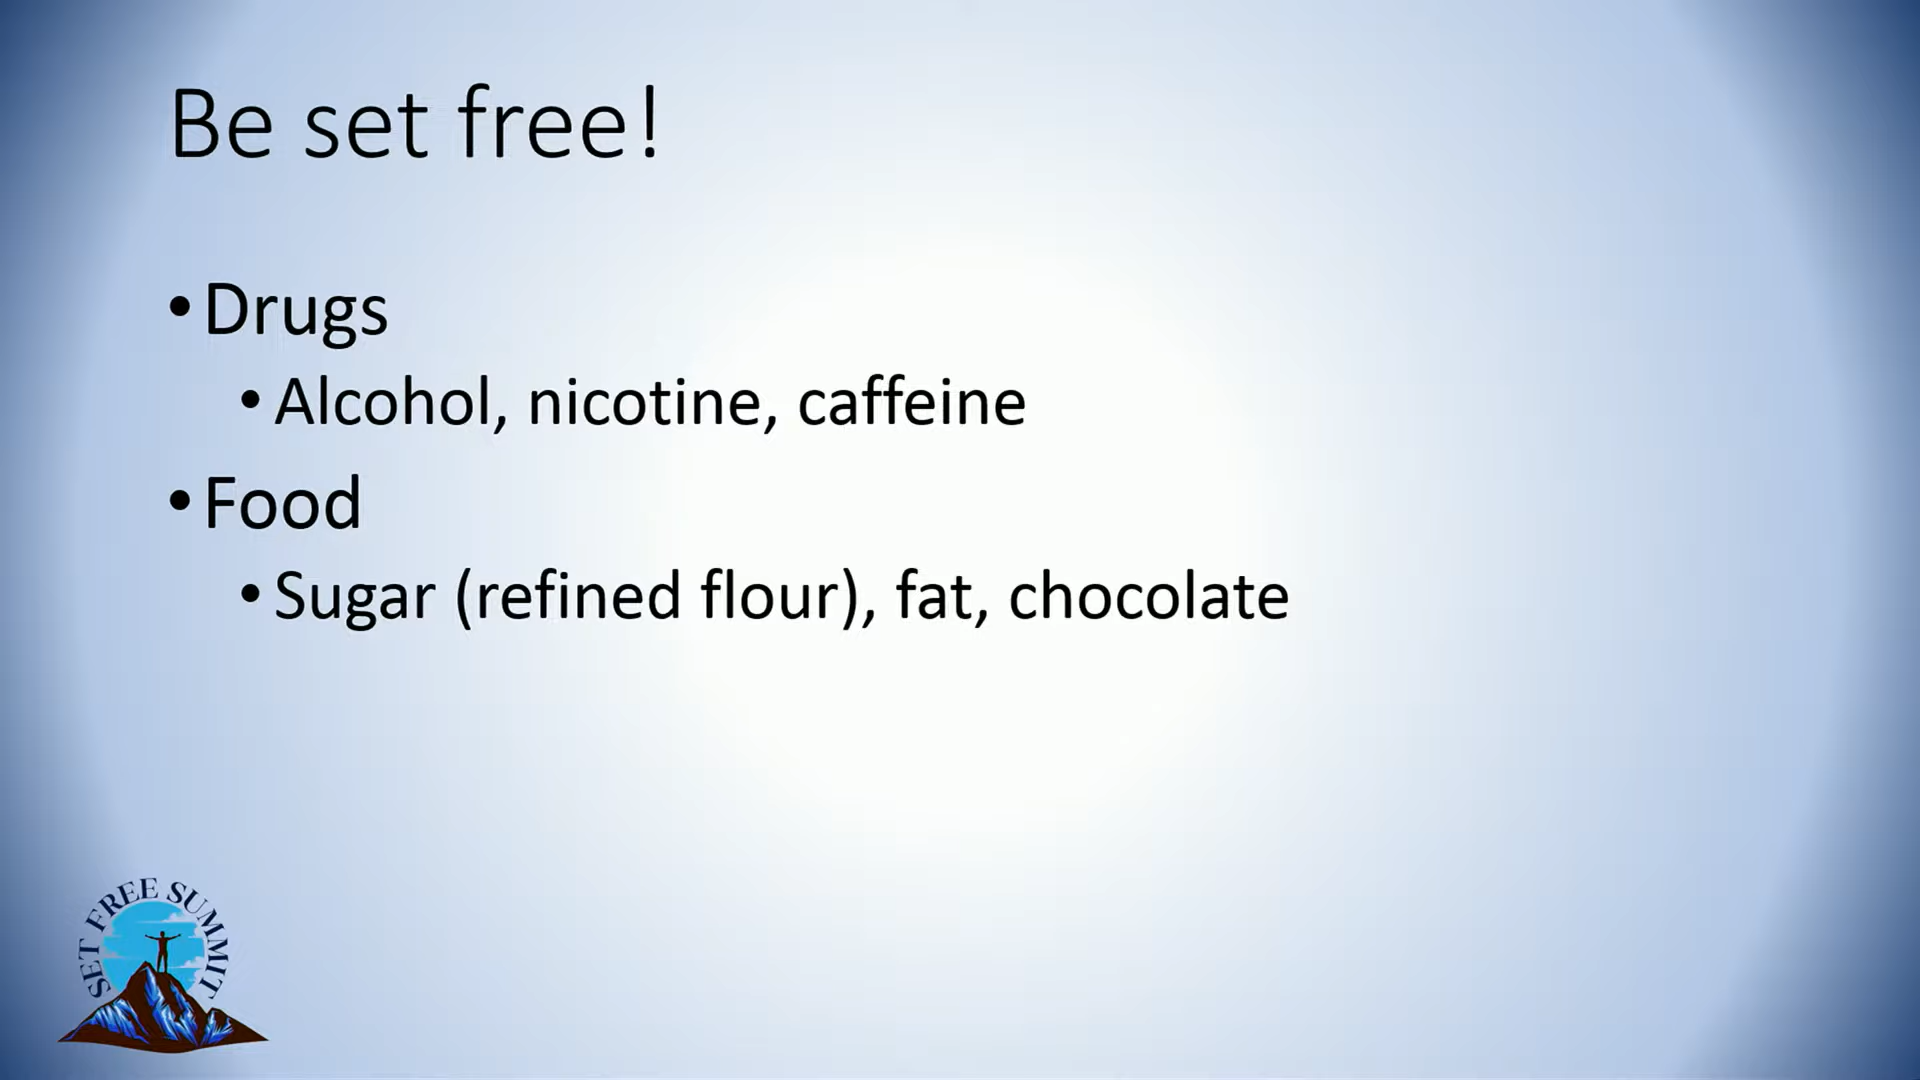 Be set free!
• Drugs
• Alcohol, nicotine, caffeine
• Food
• Sugar (refined flour), fat, chocolate
SET FREE SUMMIT